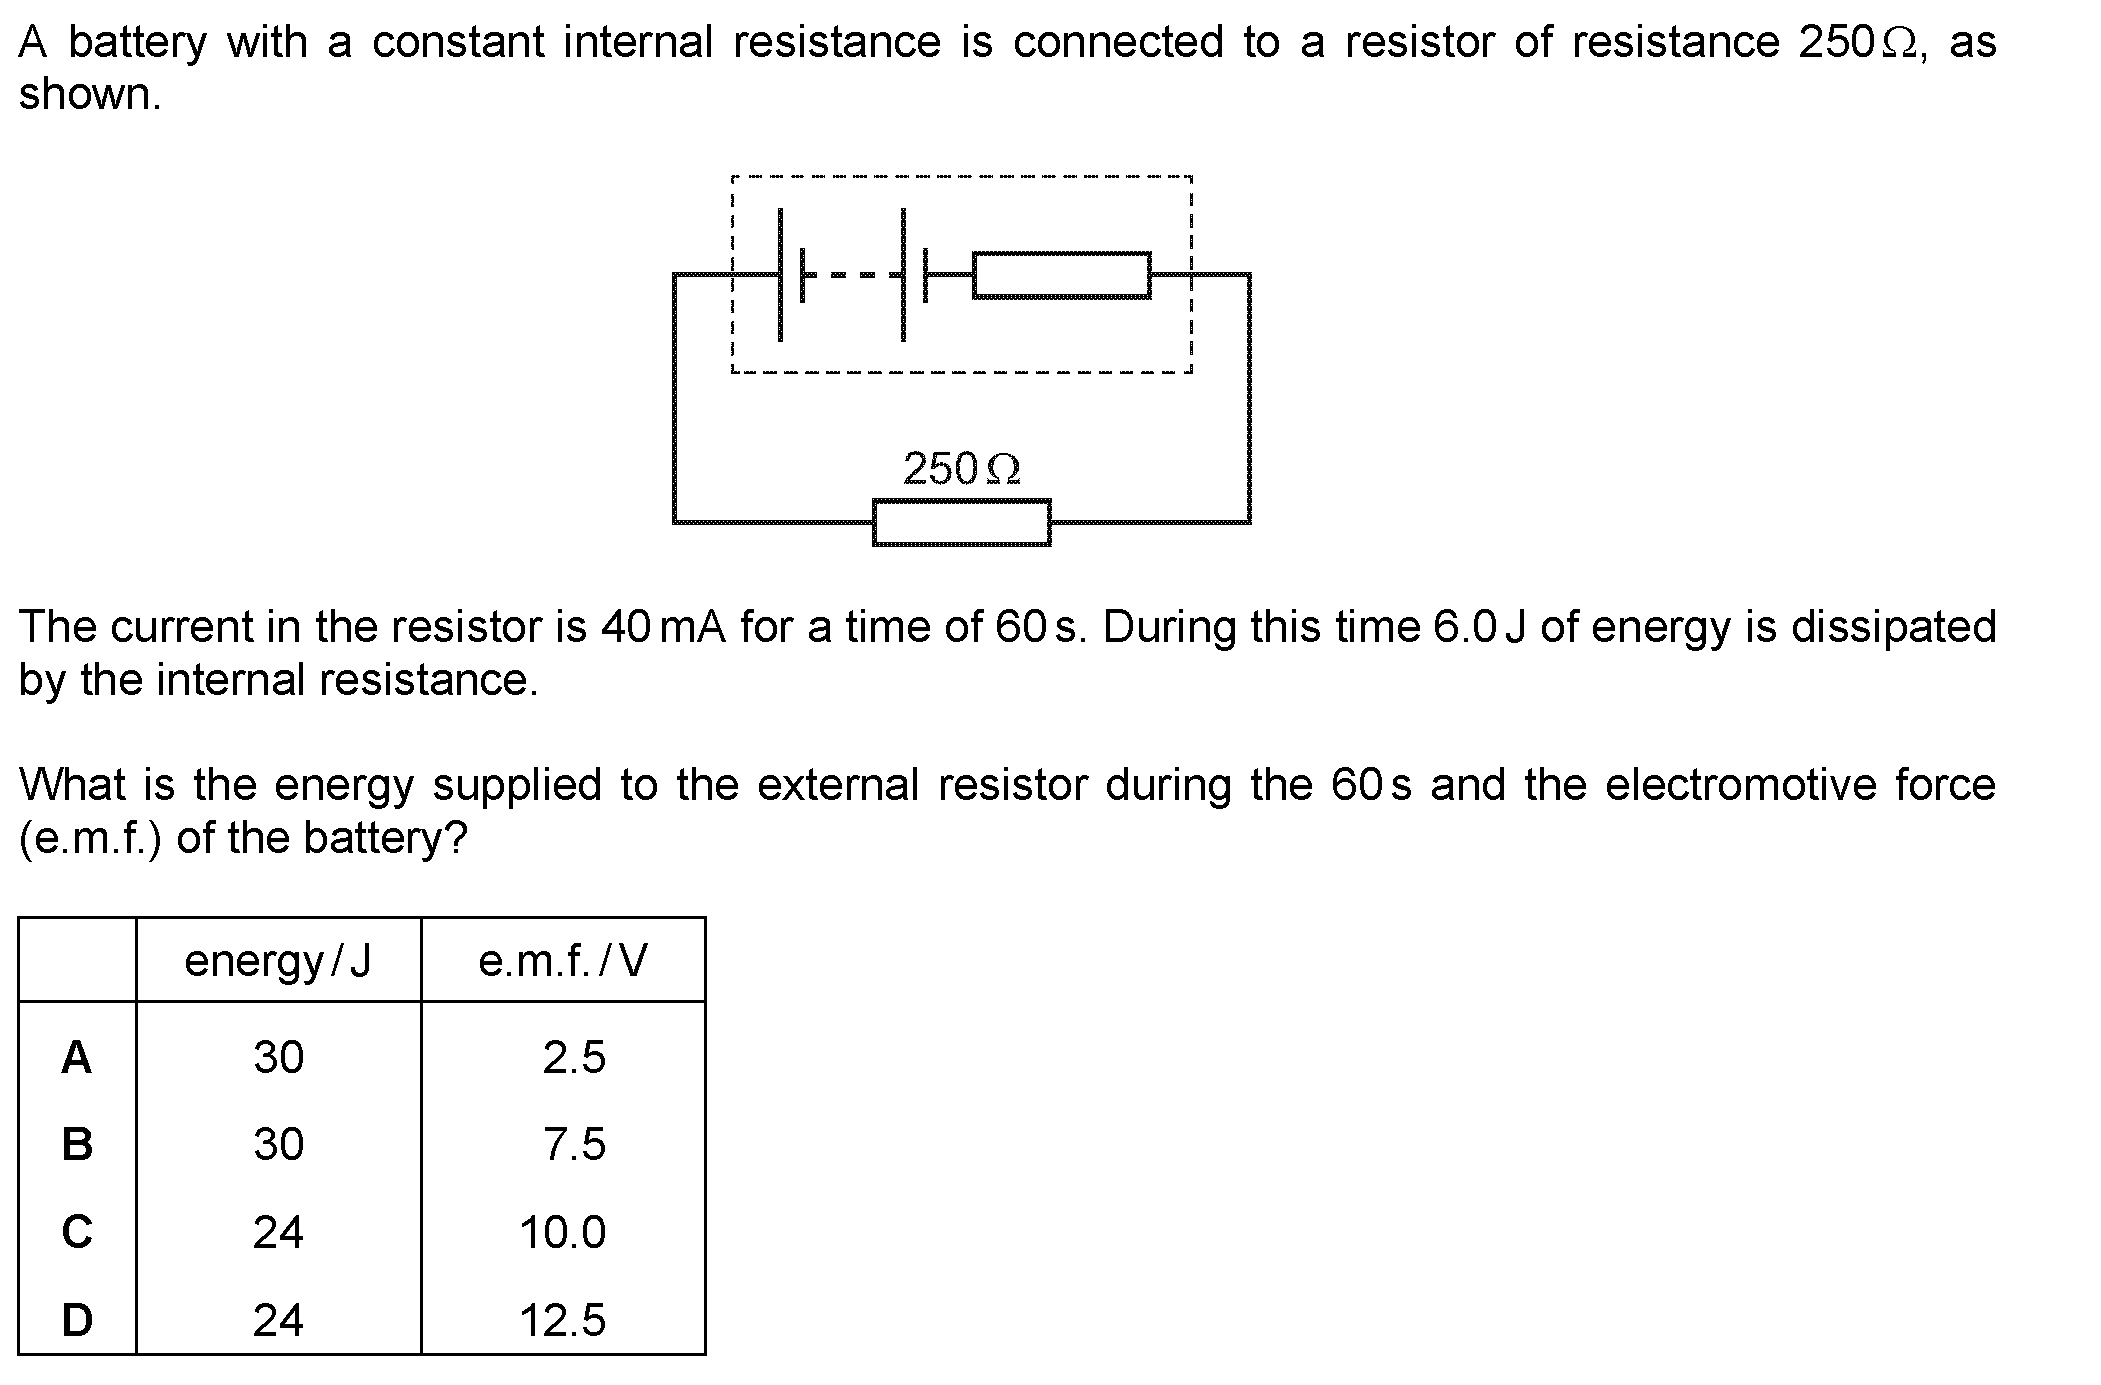 A battery with a constant internal resistance is connected to a resistor of resistance 250 Ω, as
shown.
250 Ω
The current in the resistor is 40 mA for a time of 60 s. During this time 6.0 J of energy is dissipated
by the internal resistance.
What is the energy supplied to the external resistor during the 60 s and the electromotive force
(e.m.f.) of the battery?
energy / J e.m.f. / V
A 30 2.5
B 30 7.5
C 24 10.0
D 24 12.5